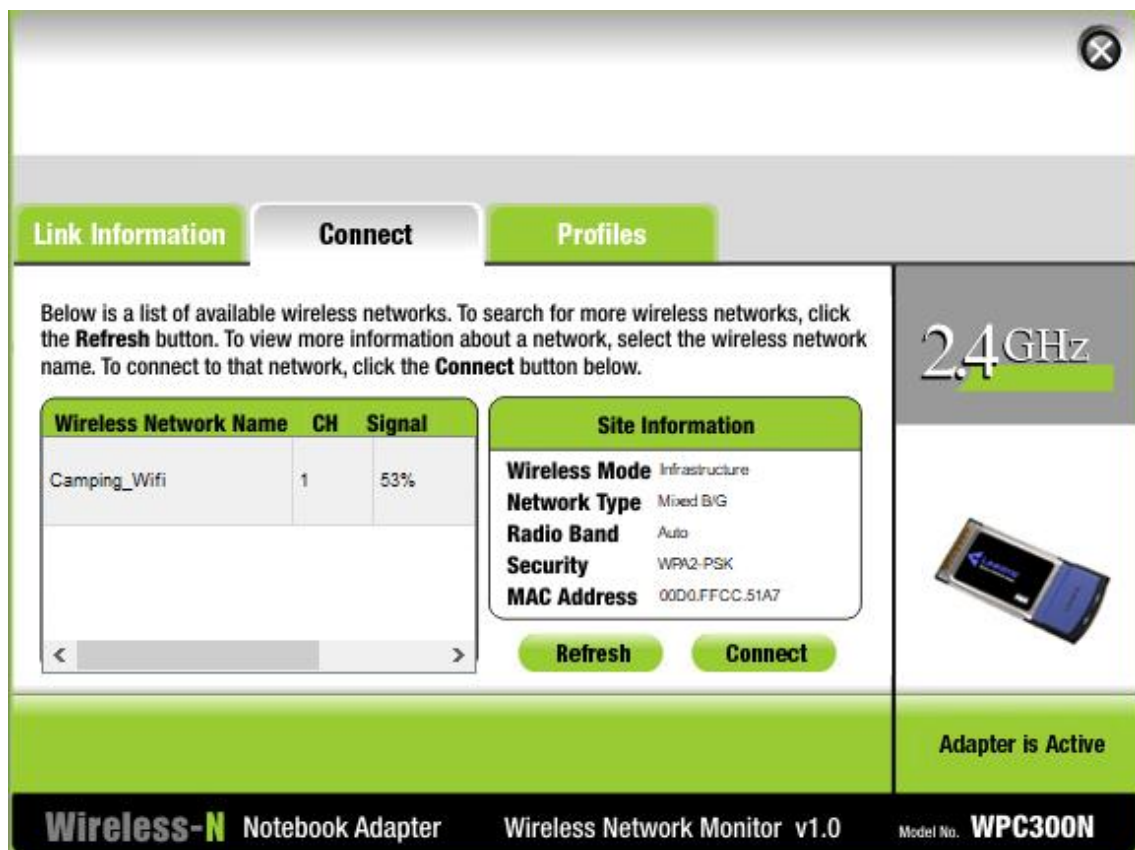 Link Information
Connect
Profiles
Below is a list of available wireless networks. To search for more wireless networks, click
the Refresh button. To view more information about a network, select the wireless network
name. To connect to that network, click the Connect button below.
2.4GHz
Wireless Network Name CH Signal
Camping_Wifi 1 53%
Site Information
Wireless Mode Infrastructure
Network Type Mixed B/G
Radio Band Auto
Security WPA2-PSK
MAC Address 00D0.FFCC.51A7
Refresh
Connect
LINKSYS
Adapter is Active
Wireless-N Notebook Adapter
Wireless Network Monitor v1.0
Model No. WPC300N